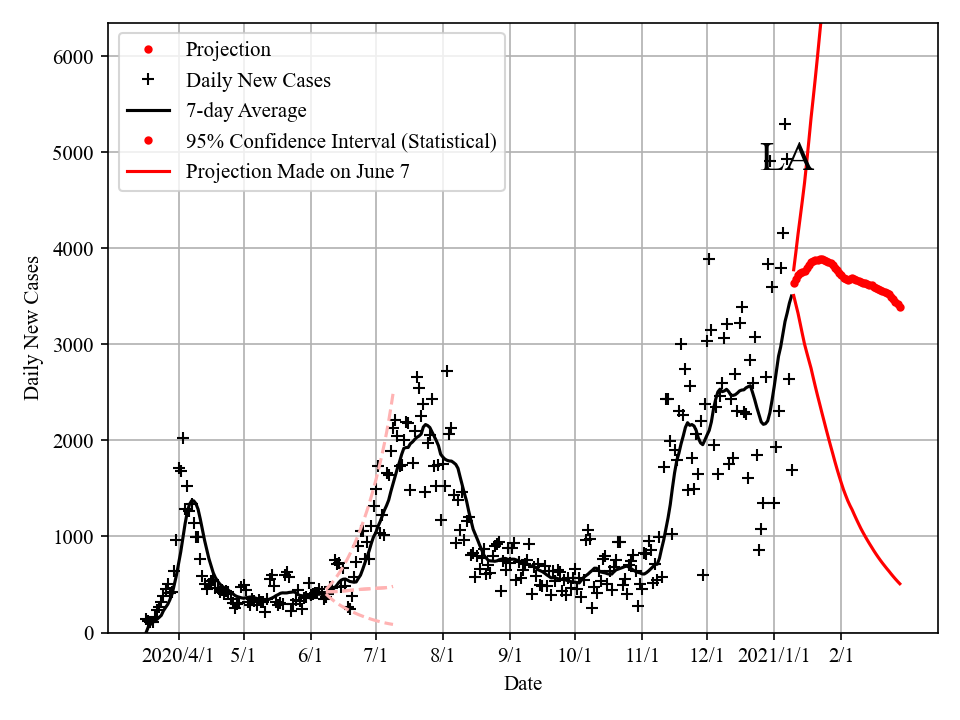 6000
5000
4000
3000
2000
1000
0
Daily New Cases
Projection
Daily New Cases
7-day Average
95% Confidence Interval (Statistical)
Projection Made on June 7
LA
2020/4/1 5/1 6/1 7/1 8/1 9/1 10/1 11/1 12/1 2021/1/1 2/1
Date